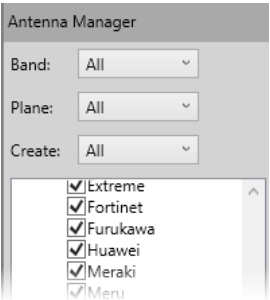 Antenna Manager
Band: All
Plane: All
Create: All
Extreme
Fortinet
Furukawa
Huawei
Meraki
Meru